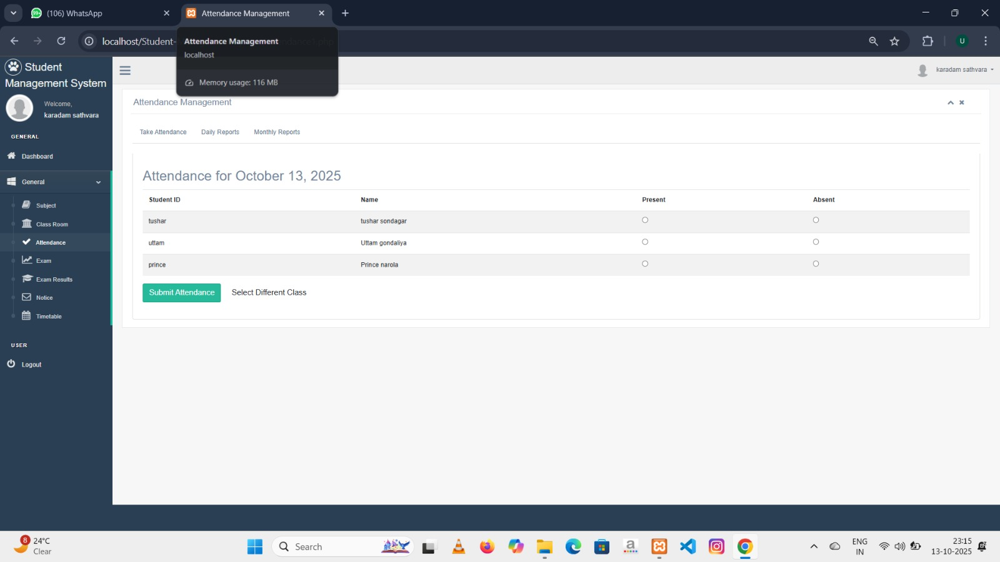 (106) WhatsApp
Attendance Management
localhost/Student-
Attendance Management
localhost
Memory usage: 116 MB
U
Student
Management System
Welcome,
karadam sathvara
karadam sathvara
GENERAL
Dashboard
General
Subject
Class Room
Attendance
Exam
Exam Results
Notice
Timetable
USER
Logout
Attendance Management
Take Attendance Daily Reports Monthly Reports
Attendance for October 13, 2025
Student ID Name Present Absent
tushar tushar sondagar
uttam Uttam gondaliya
prince Prince narola
Submit Attendance Select Different Class
8
24°C
Clear
Search
a
ENG
IN
23:15
13-10-2025